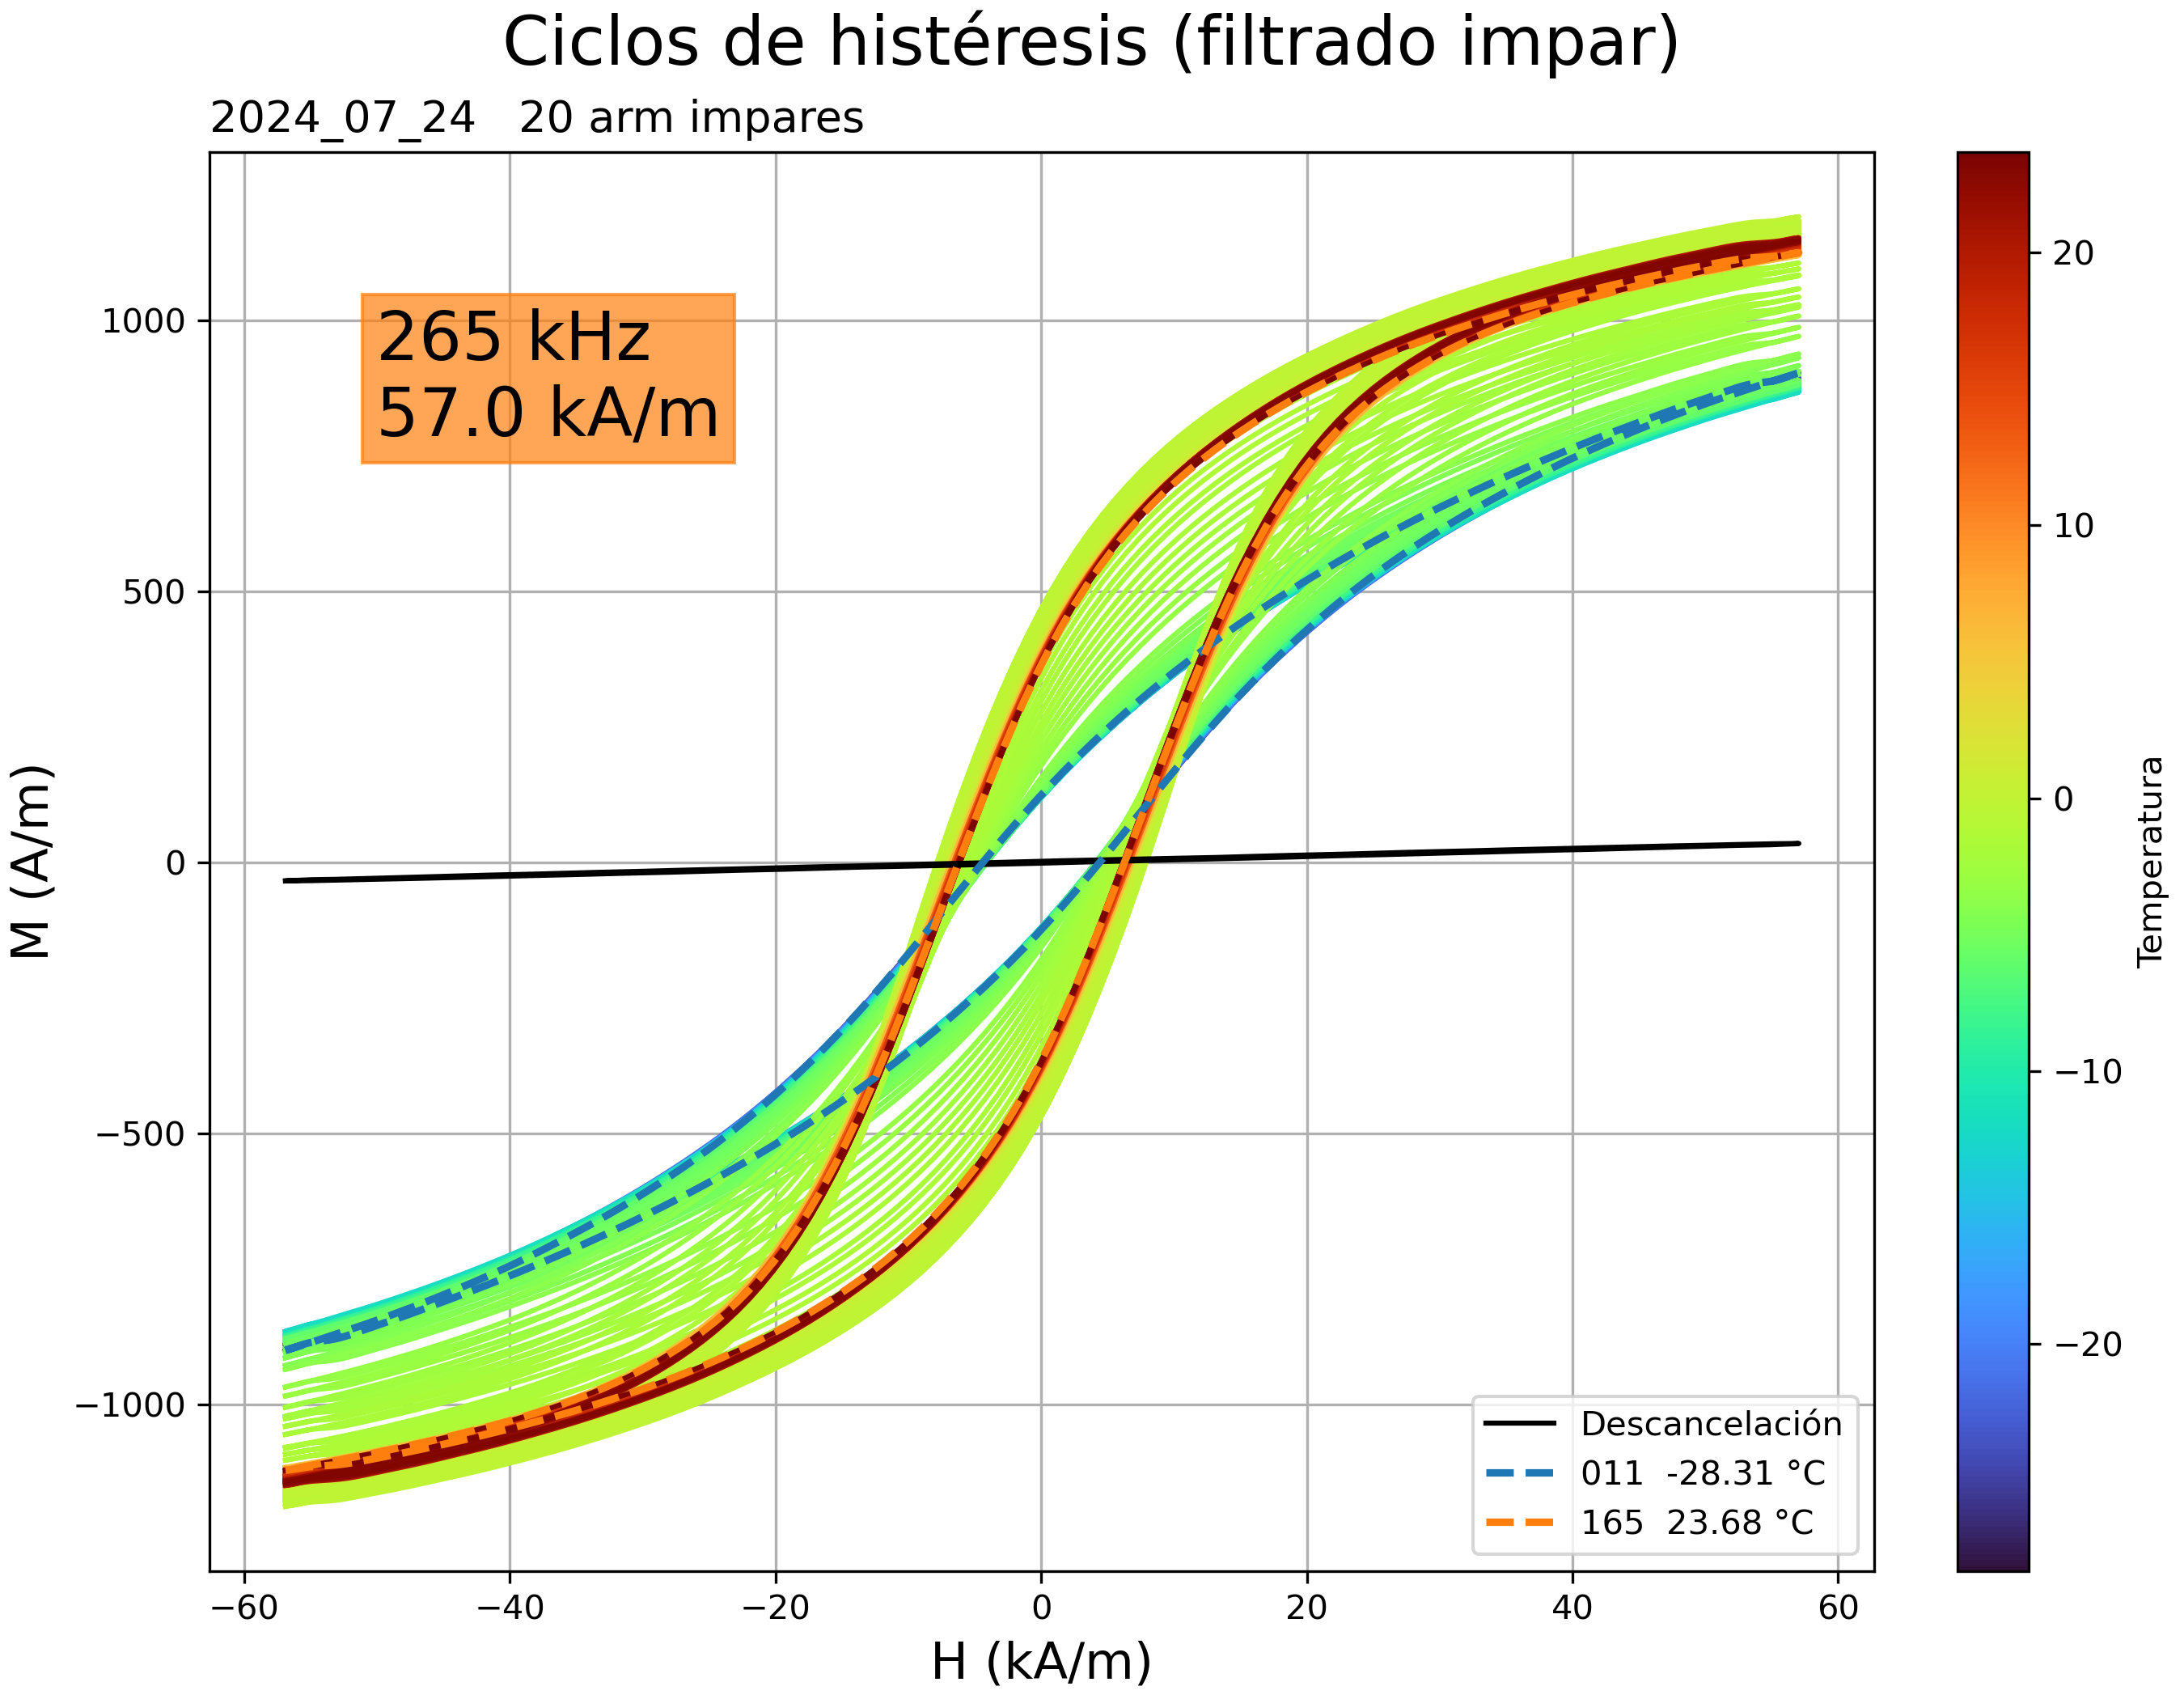 Ciclos de histéresis (filtrado impar)
2024_07_24   20 arm impares
265 kHz
57.0 kA/m
M (A/m)
1000
500
0
−500
−1000
−60
−40
−20
0
20
40
60
H (kA/m)
Descancelación
011  -28.31 °C
165  23.68 °C
20
10
0
−10
−20
Temperatura